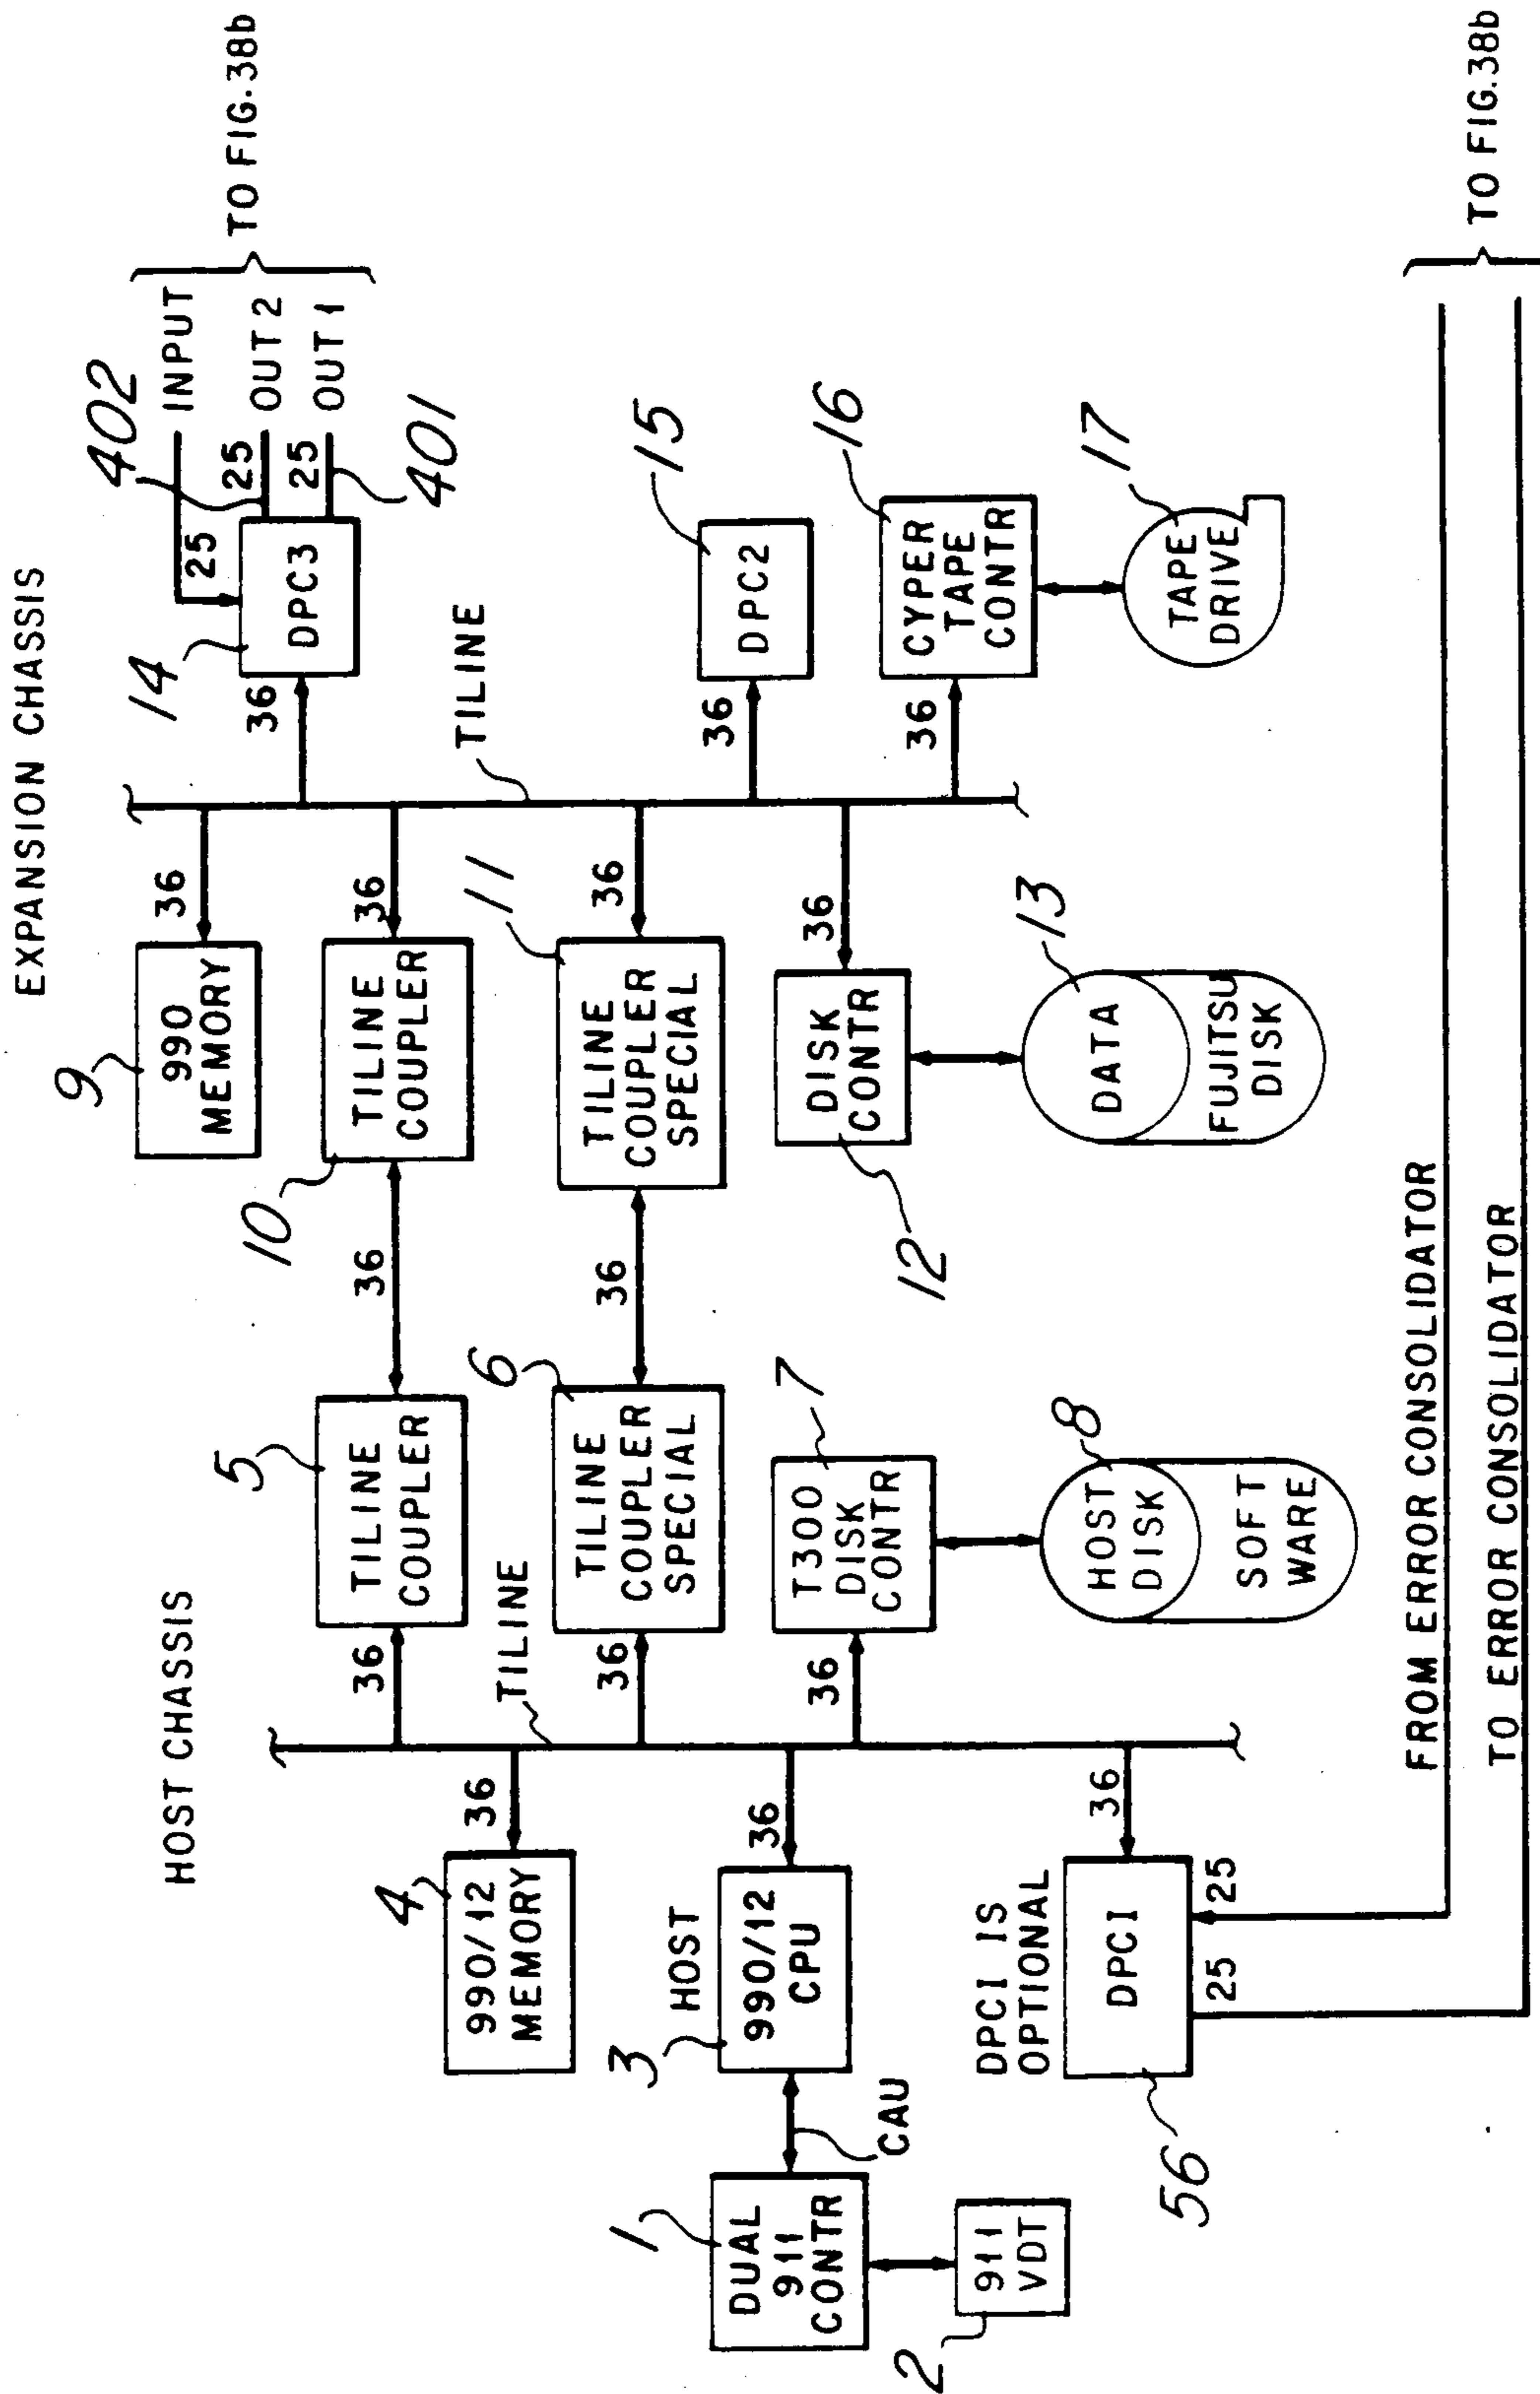 HOST CHASSIS
EXPANSION CHASSIS
1
DUAL
911
CONTR
2
911
VDT
CAU
HOST
3
990/12
CPU
36
4
990/12
MEMORY
36
DPCI IS
OPTIONAL
DPCI
56
36
25
25
TILINE
36
5
TILINE
COUPLER
36
36
6
TILINE
COUPLER
SPECIAL
36
36
7
T300
DISK
CONTR
8
HOST
DISK
SOFT
WARE
9
990
MEMORY
36
10
TILINE
COUPLER
36
11
TILINE
COUPLER
SPECIAL
36
12
DISK
CONTR
36
13
DATA
FUJITSU
DISK
TILINE
14
DPC3
36
25
25
25
402
401
INPUT
OUT 2
OUT 1
TO FIG.38b
15
DPC2
36
16
CYPER
TAPE
CONTR
36
17
TAPE
DRIVE
FROM ERROR CONSOLIDATOR
TO ERROR CONSOLIDATOR
TO FIG.38b